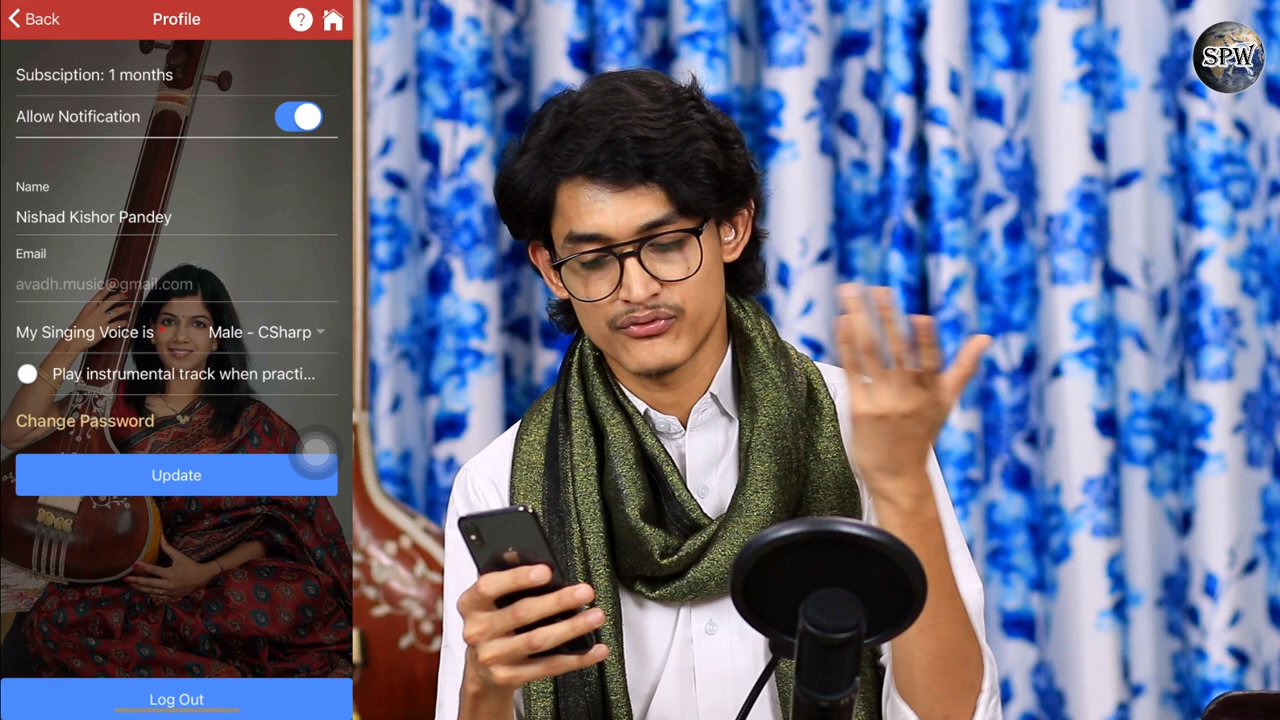 Back
Profile
?
Subsciption: 1 months
Allow Notification
Name
Nishad Kishor Pandey
Email
avadh.music@gmail.com
My Singing Voice is * Male - CSharp
Play instrumental track when practi...
Change Password
Update
Log Out
SPW